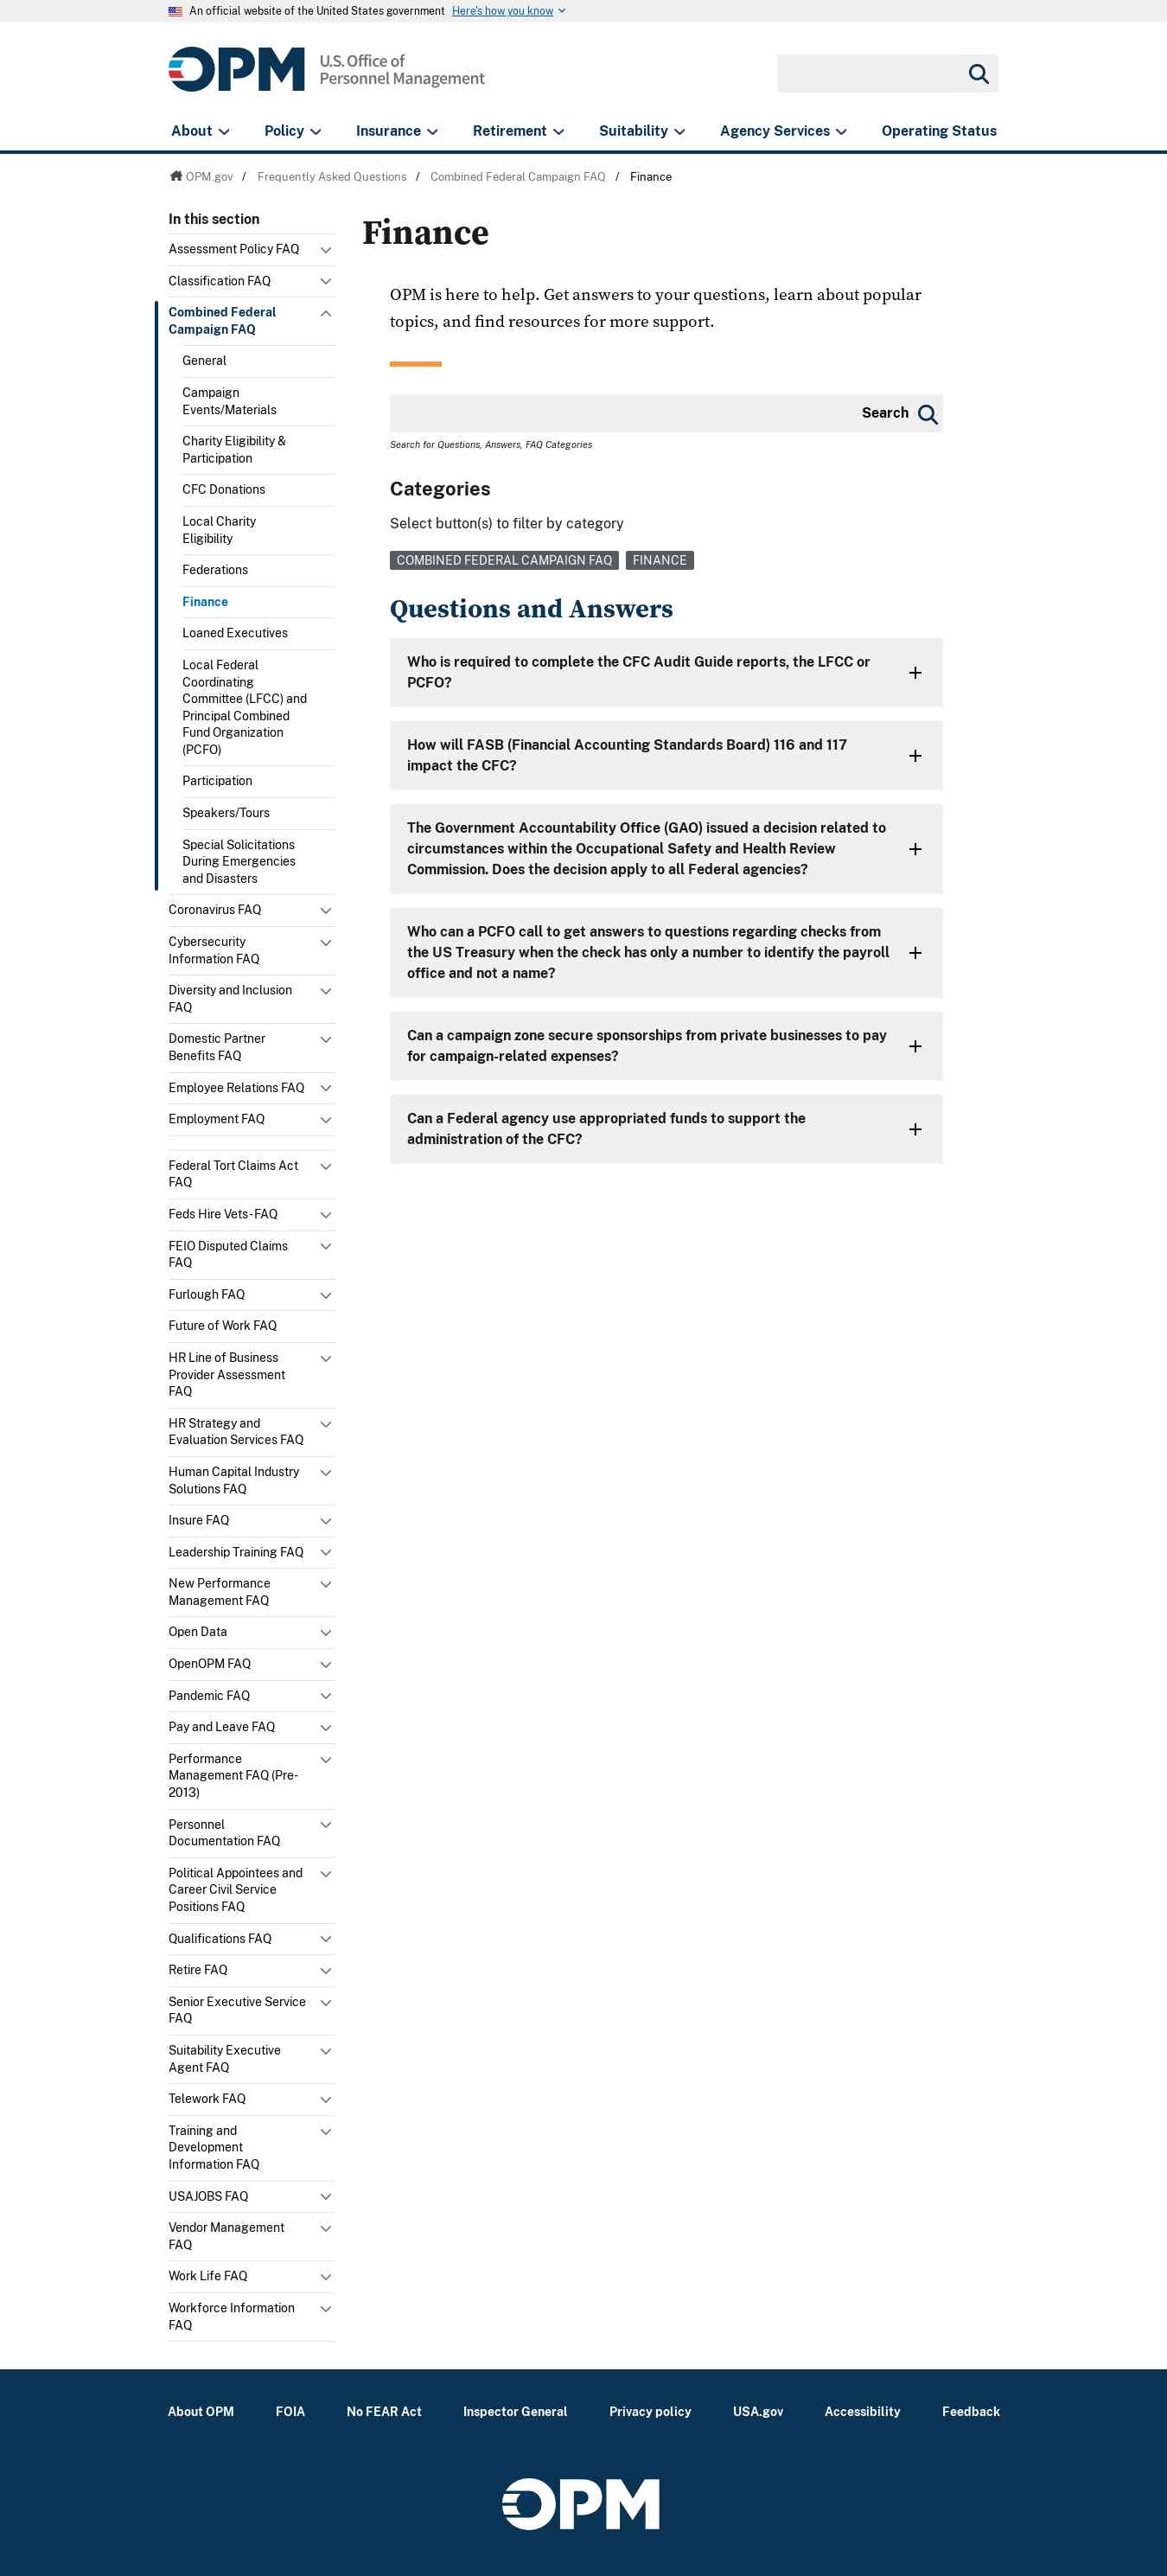 An official website of the United States government Here's how you know
OPM U.S. Office of
Personnel Management
About Policy Insurance Retirement Suitability Agency Services Operating Status
OPM.gov / Frequently Asked Questions / Combined Federal Campaign FAQ / Finance
In this section
Assessment Policy FAQ
Classification FAQ
Combined Federal
Campaign FAQ
General
Campaign
Events/Materials
Charity Eligibility &
Participation
CFC Donations
Local Charity
Eligibility
Federations
Finance
Loaned Executives
Local Federal
Coordinating
Committee (LFCC) and
Principal Combined
Fund Organization
(PCFO)
Participation
Speakers/Tours
Special Solicitations
During Emergencies
and Disasters
Coronavirus FAQ
Cybersecurity
Information FAQ
Diversity and Inclusion
FAQ
Domestic Partner
Benefits FAQ
Employee Relations FAQ
Employment FAQ
Federal Tort Claims Act
FAQ
Feds Hire Vets-FAQ
FEIO Disputed Claims
FAQ
Furlough FAQ
Future of Work FAQ
HR Line of Business
Provider Assessment
FAQ
HR Strategy and
Evaluation Services FAQ
Human Capital Industry
Solutions FAQ
Insure FAQ
Leadership Training FAQ
New Performance
Management FAQ
Open Data
OpenOPM FAQ
Pandemic FAQ
Pay and Leave FAQ
Performance
Management FAQ (Pre-
2013)
Personnel
Documentation FAQ
Political Appointees and
Career Civil Service
Positions FAQ
Qualifications FAQ
Retire FAQ
Senior Executive Service
FAQ
Suitability Executive
Agent FAQ
Telework FAQ
Training and
Development
Information FAQ
USAJOBS FAQ
Vendor Management
FAQ
Work Life FAQ
Workforce Information
FAQ
Finance
OPM is here to help. Get answers to your questions, learn about popular
topics, and find resources for more support.
Search
Search for Questions, Answers, FAQ Categories
Categories
Select button(s) to filter by category
COMBINED FEDERAL CAMPAIGN FAQ FINANCE
Questions and Answers
Who is required to complete the CFC Audit Guide reports, the LFCC or
PCFO?
How will FASB (Financial Accounting Standards Board) 116 and 117
impact the CFC?
The Government Accountability Office (GAO) issued a decision related to
circumstances within the Occupational Safety and Health Review
Commission. Does the decision apply to all Federal agencies?
Who can a PCFO call to get answers to questions regarding checks from
the US Treasury when the check has only a number to identify the payroll
office and not a name?
Can a campaign zone secure sponsorships from private businesses to pay
for campaign-related expenses?
Can a Federal agency use appropriated funds to support the
administration of the CFC?
About OPM FOIA No FEAR Act Inspector General Privacy policy USA.gov Accessibility Feedback
OPM